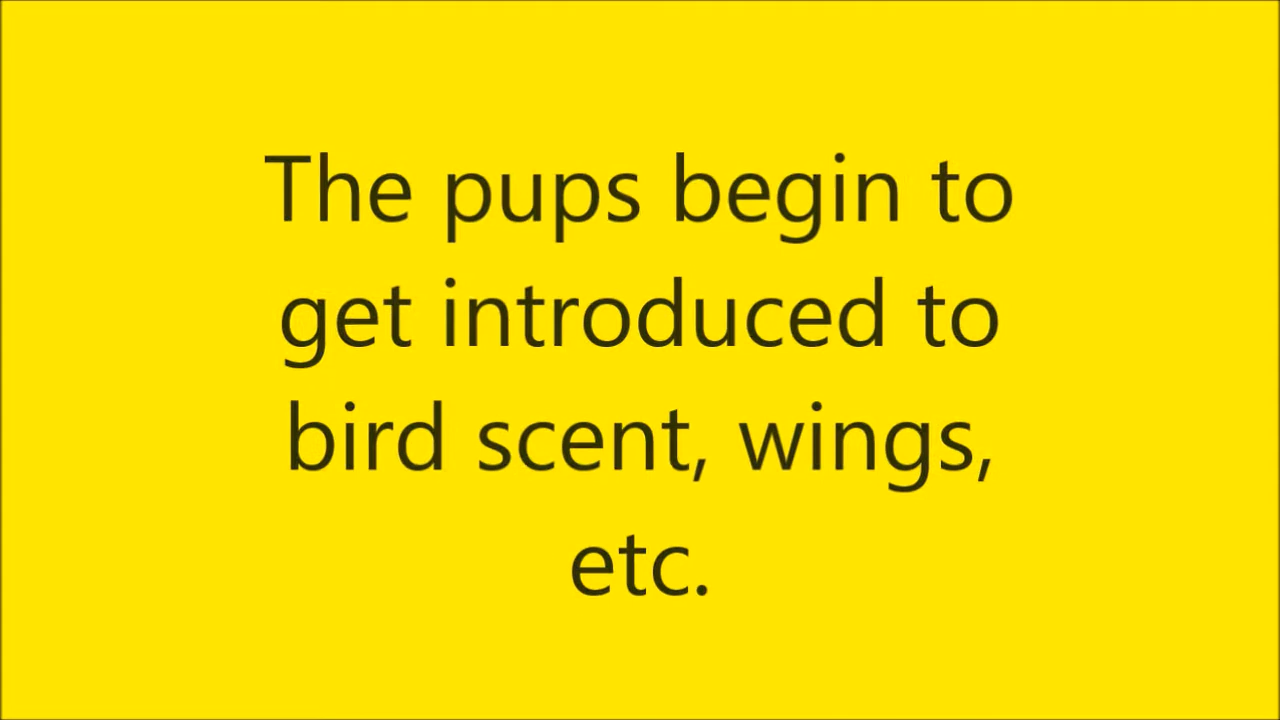 The pups begin to
get introduced to
bird scent, wings,
etc.